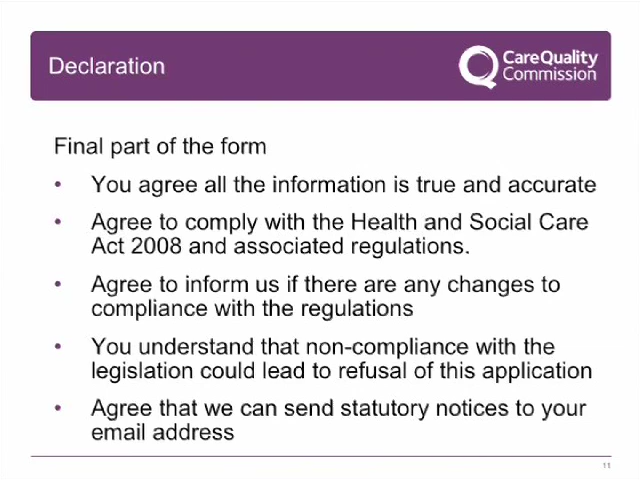 Declaration
CareQuality
Commission
Final part of the form
• You agree all the information is true and accurate
• Agree to comply with the Health and Social Care
Act 2008 and associated regulations.
• Agree to inform us if there are any changes to
compliance with the regulations
• You understand that non-compliance with the
legislation could lead to refusal of this application
• Agree that we can send statutory notices to your
email address
11